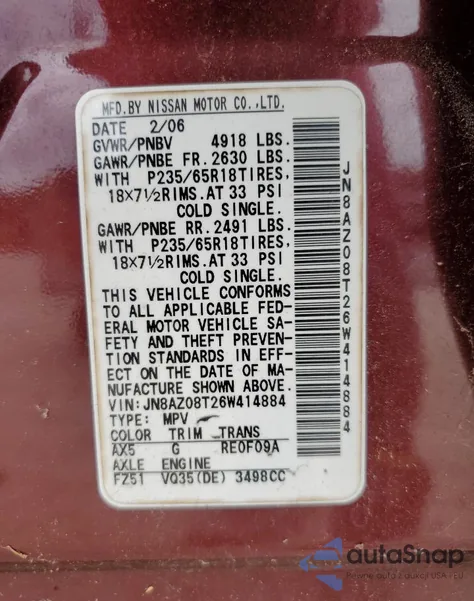 MFD.BY NISSAN MOTOR CO.,LTD.
DATE 2/06
GVWR/PNBV 4918 LBS.
GAWR/PNBE FR.2630 LBS.
WITH P235/65R18TIRES,
18X7½RIMS.AT 33 PSI
COLD SINGLE.
GAWR/PNBE RR.2491 LBS.
WITH P235/65R18TIRES,
18X7½RIMS.AT 33 PSI
COLD SINGLE.
THIS VEHICLE CONFORMS
TO ALL APPLICABLE FED-
ERAL MOTOR VEHICLE SA-
FETY AND THEFT PREVEN-
TION STANDARDS IN EFF-
ECT ON THE DATE OF MA-
NUFACTURE SHOWN ABOVE.
VIN:JN8AZ08T26W414884
TYPE: MPV
COLOR TRIM TRANS
AX5 G RE0F09A
AXLE ENGINE
FZ51 VQ35(DE) 3498CC
JN8AZ08T26W414884
autoSnap